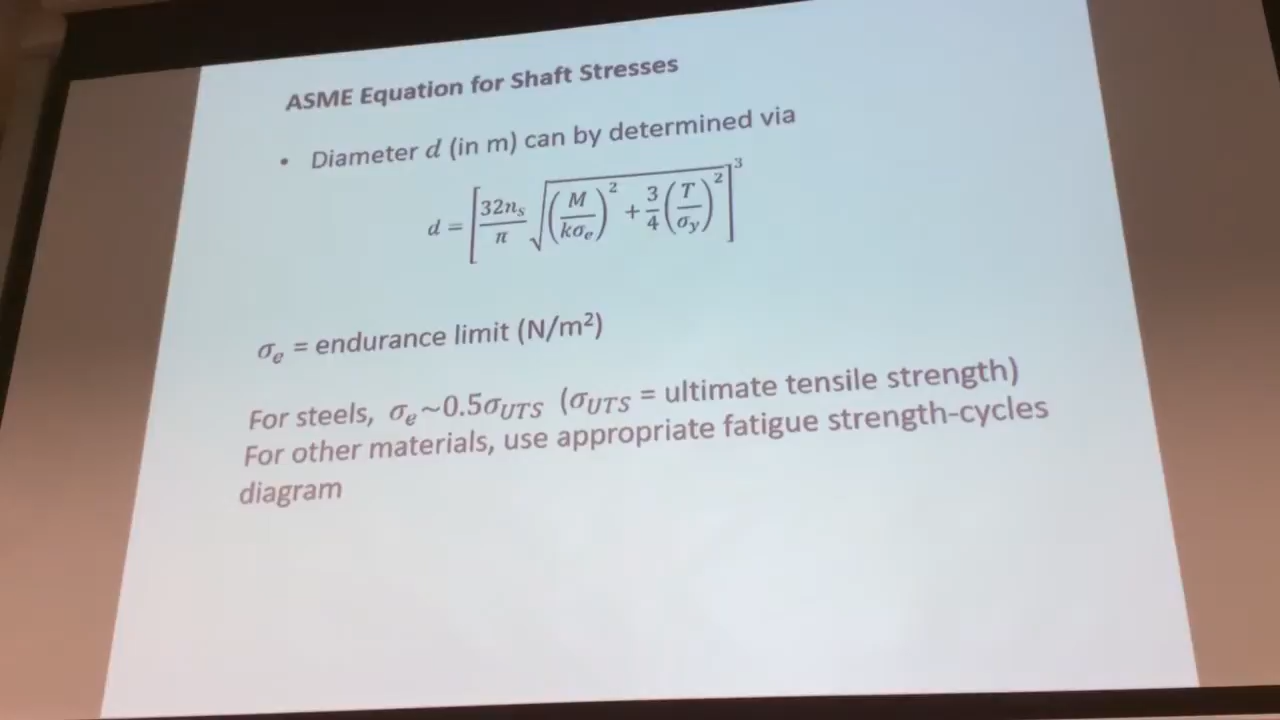 ASME Equation for Shaft Stresses
• Diameter d (in m) can by determined via
d = [32nₛ/π √((M/kσₑ)² + 3/4 (T/σᵧ)²)]³
σₑ = endurance limit (N/m²)
For steels, σₑ~0.5σUTS (σUTS = ultimate tensile strength)
For other materials, use appropriate fatigue strength-cycles
diagram